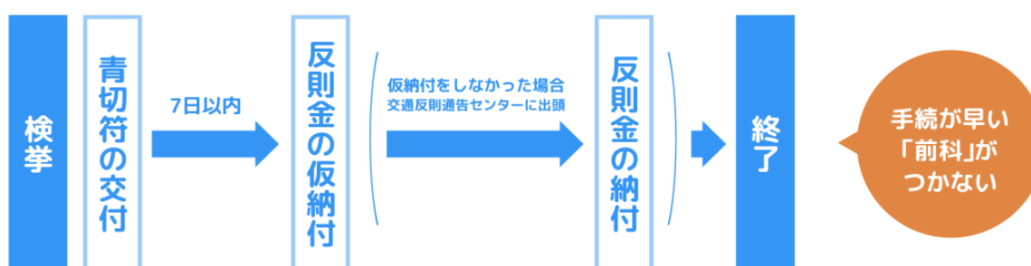 検挙
青切符の交付
7日以内
反則金の仮納付
仮納付をしなかった場合
交通反則通告センターに出頭
反則金の納付
終了
手続が早い
「前科」が
つかない